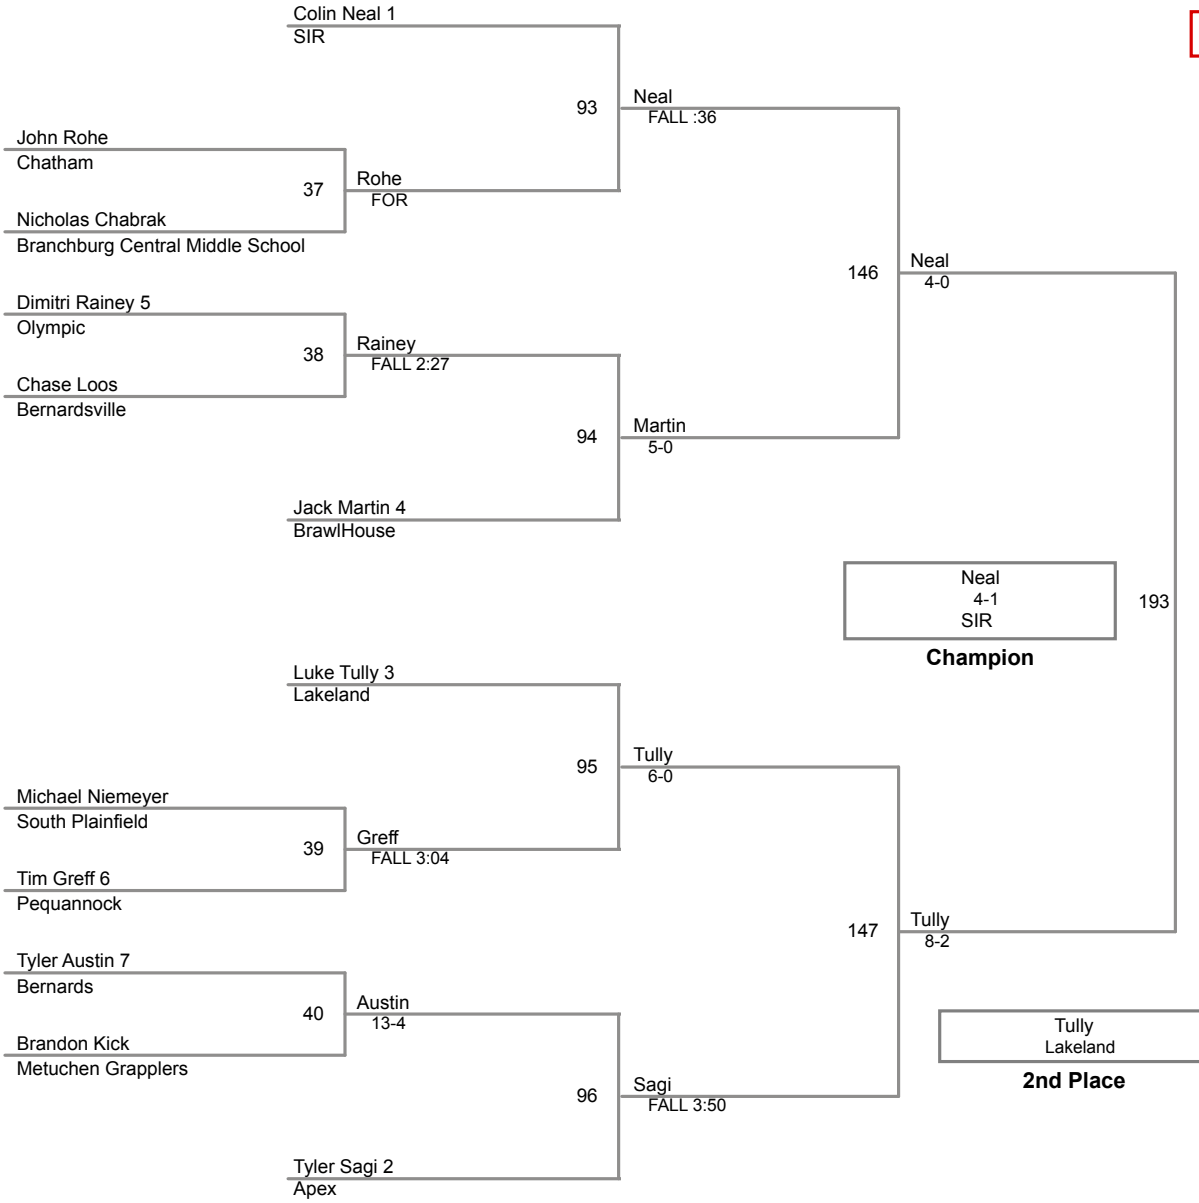 Colin Neal 1
SIR
93
Neal
FALL :36
John Rohe
Chatham
37
Rohe
FOR
Nicholas Chabrak
Branchburg Central Middle School
146
Neal
4-0
Dimitri Rainey 5
Olympic
38
Rainey
FALL 2:27
Chase Loos
Bernardsville
94
Martin
5-0
Jack Martin 4
BrawlHouse
Neal
4-1
SIR
193
Champion
Luke Tully 3
Lakeland
95
Tully
6-0
Michael Niemeyer
South Plainfield
39
Greff
FALL 3:04
Tim Greff 6
Pequannock
147
Tully
8-2
Tyler Austin 7
Bernards
40
Austin
13-4
Brandon Kick
Metuchen Grapplers
Tully
Lakeland
2nd Place
96
Sagi
FALL 3:50
Tyler Sagi 2
Apex